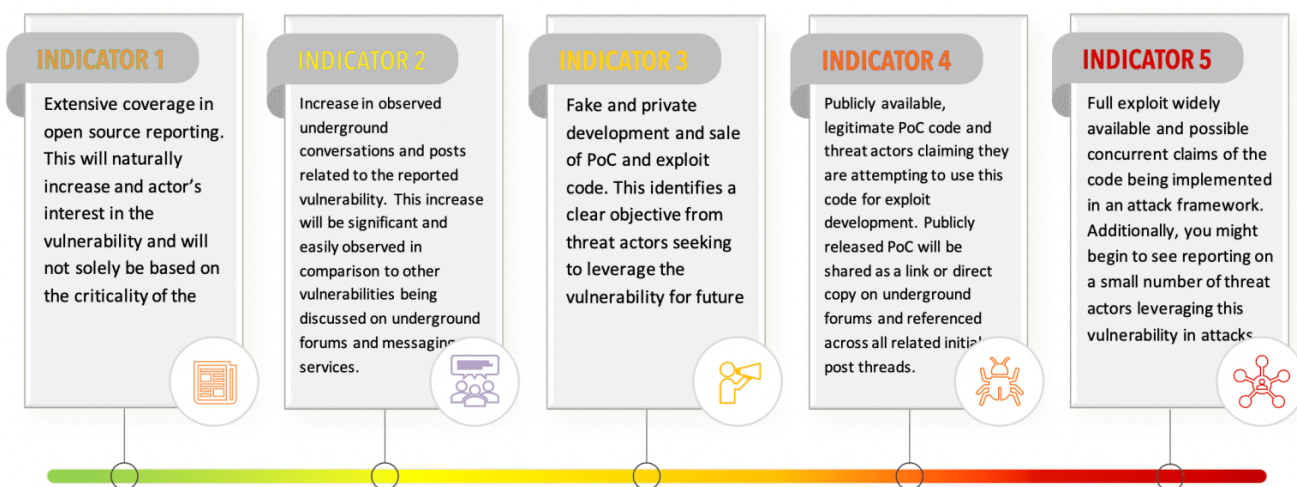 INDICATOR 1
Extensive coverage in
open source reporting.
This will naturally
increase and actor's
interest in the
vulnerability and will
not solely be based on
the criticality of the
INDICATOR 2
Increase in observed
underground
conversations and posts
related to the reported
vulnerability. This increase
will be significant and
easily observed in
comparison to other
vulnerabilities being
discussed on underground
forums and messaging
services.
INDICATOR 3
Fake and private
development and sale
of PoC and exploit
code. This identifies a
clear objective from
threat actors seeking
to leverage the
vulnerability for future
INDICATOR 4
Publicly available,
legitimate PoC code and
threat actors claiming they
are attempting to use this
code for exploit
development. Publicly
released PoC will be
shared as a link or direct
copy on underground
forums and referenced
across all related initial
post threads.
INDICATOR 5
Full exploit widely
available and possible
concurrent claims of the
code being implemented
in an attack framework.
Additionally, you might
begin to see reporting on
a small number of threat
actors leveraging this
vulnerability in attacks